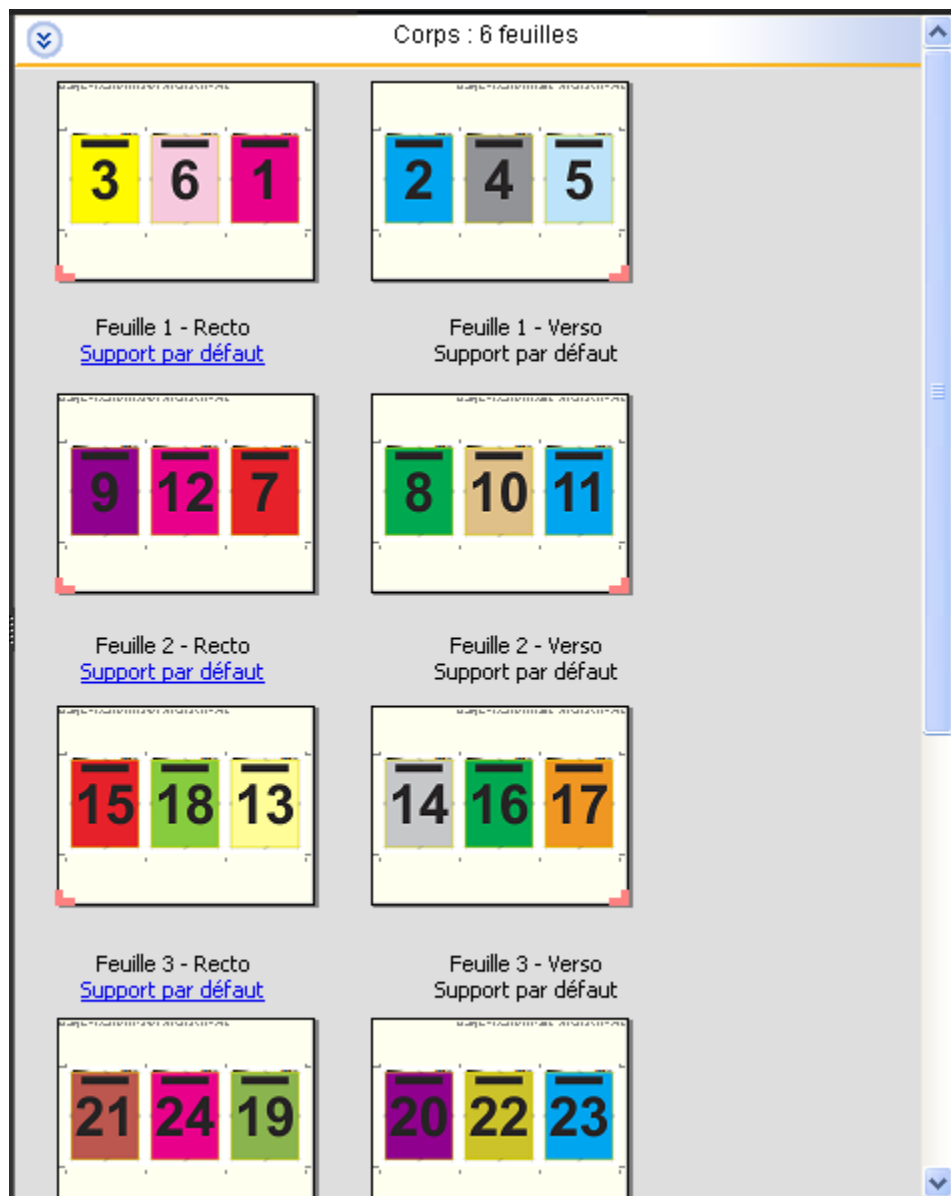 Corps : 6 feuilles
3 6 1
2 4 5
Feuille 1 - Recto
Support par défaut
Feuille 1 - Verso
Support par défaut
9 12 7
8 10 11
Feuille 2 - Recto
Support par défaut
Feuille 2 - Verso
Support par défaut
15 18 13
14 16 17
Feuille 3 - Recto
Support par défaut
Feuille 3 - Verso
Support par défaut
21 24 19
20 22 23